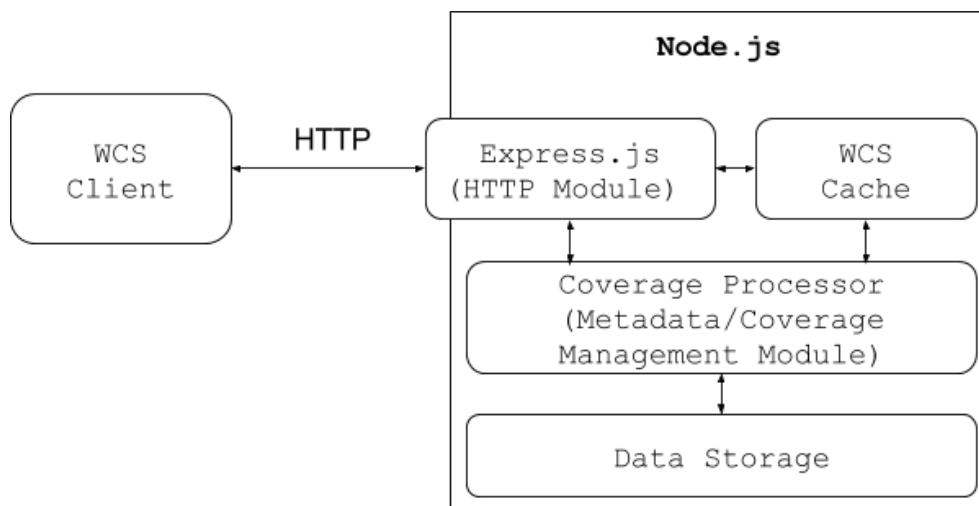 Node.js
WCS
Client
HTTP
Express.js
(HTTP Module)
WCS
Cache
Coverage Processor
(Metadata/Coverage
Management Module)
Data Storage